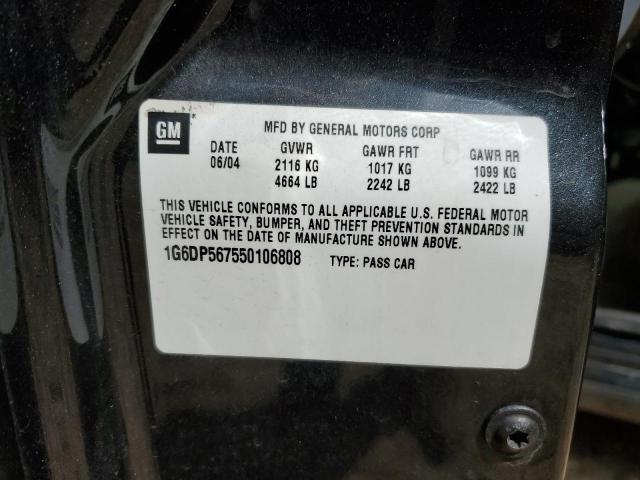 GM
MFD BY GENERAL MOTORS CORP
DATE GVWR GAWR FRT GAWR RR
06/04 2116 KG 1017 KG 1099 KG
4664 LB 2242 LB 2422 LB
THIS VEHICLE CONFORMS TO ALL APPLICABLE U.S. FEDERAL MOTOR
VEHICLE SAFETY, BUMPER, AND THEFT PREVENTION STANDARDS IN
EFFECT ON THE DATE OF MANUFACTURE SHOWN ABOVE.
1G6DP567550106808 TYPE: PASS CAR